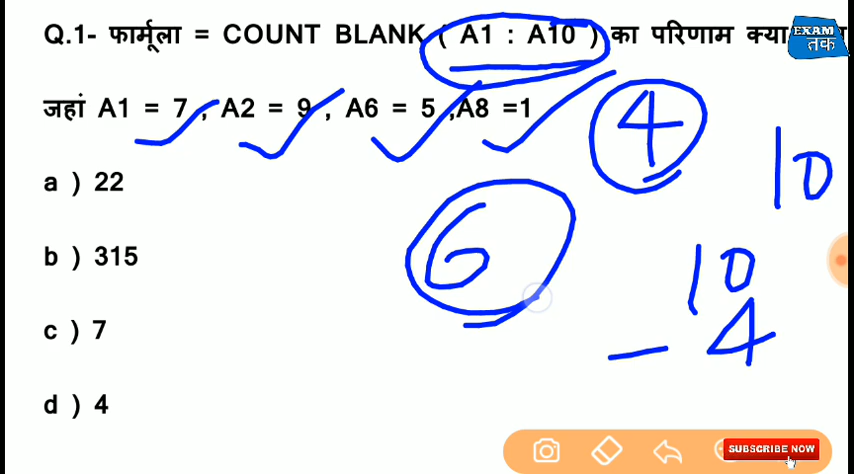 Q.1- फार्मूला = COUNT BLANK ( A1 : A10 ) का परिणाम क्या
EXAM तक
जहां A1 = 7 , A2 = 9 , A6 = 5 ,A8 =1
4
10
a ) 22
6
b ) 315
10
- 4
c ) 7
d ) 4
SUBSCRIBE NOW